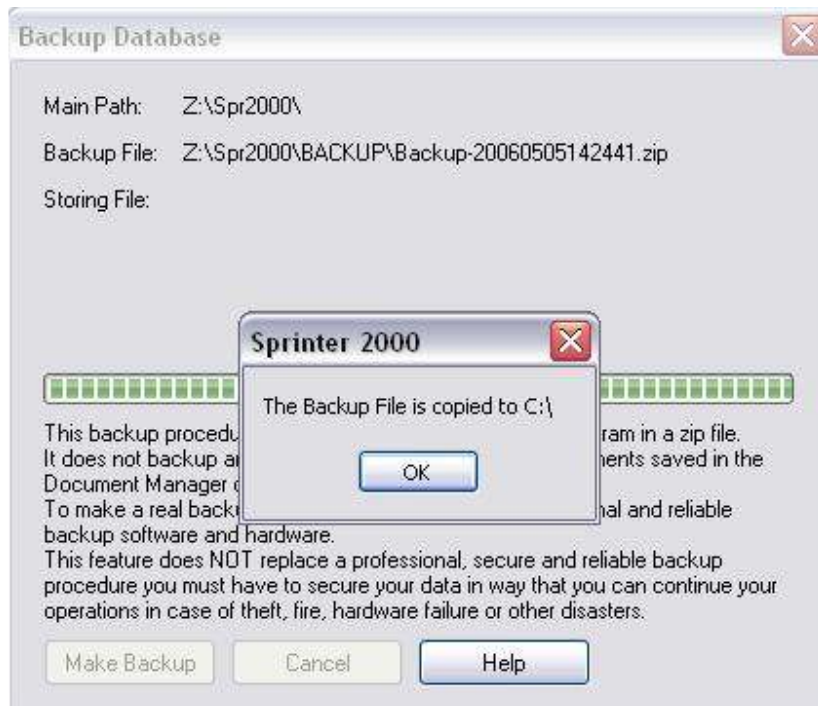 Backup Database
Main Path: Z:\Spr2000\
Backup File: Z:\Spr2000\BACKUP\Backup-20060505142441.zip
Storing File:
Sprinter 2000
The Backup File is copied to C:\
OK
This backup procedu ram in a zip file.
It does not backup a ments saved in the
Document Manager
To make a real backu nal and reliable
backup software and hardware.
This feature does NOT replace a professional, secure and reliable backup
procedure you must have to secure your data in way that you can continue your
operations in case of theft, fire, hardware failure or other disasters.
Make Backup Cancel Help